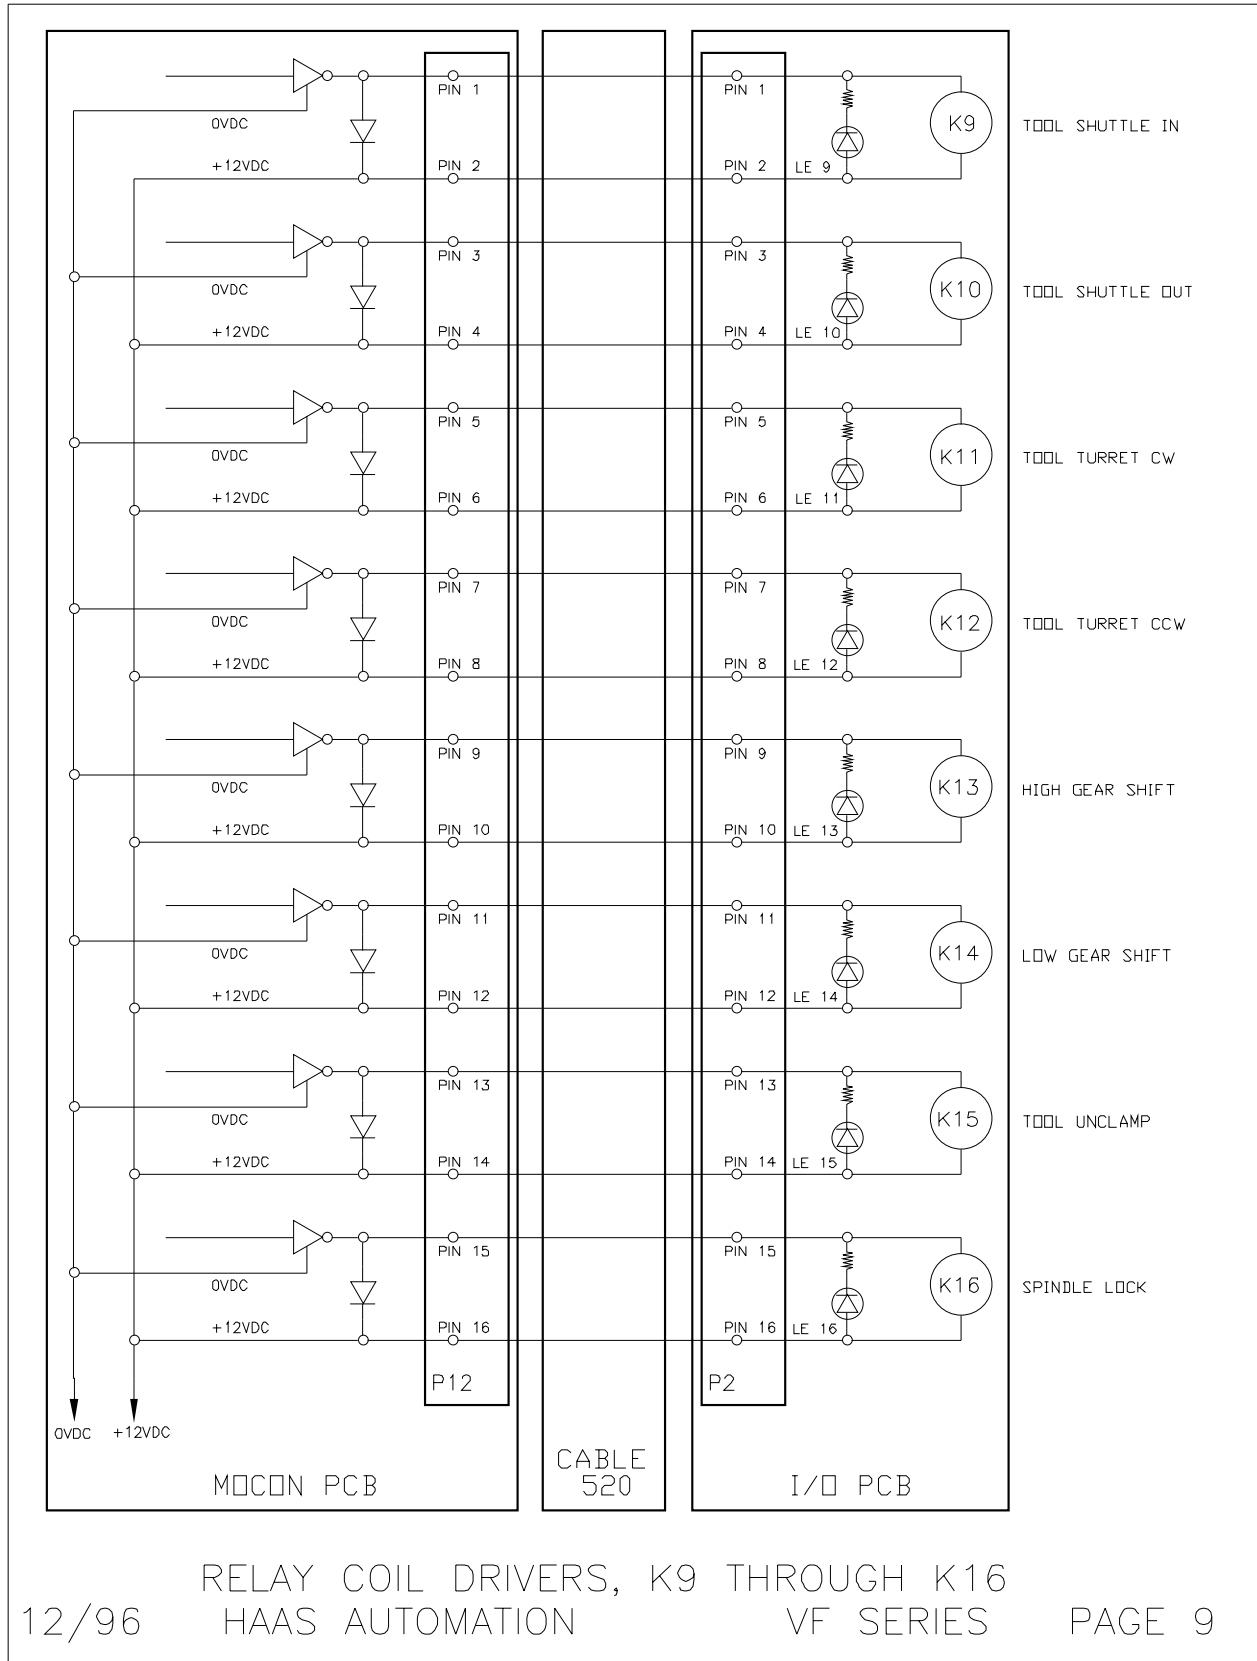 PIN 1 PIN 1
0VDC K9 TOOL SHUTTLE IN
+12VDC PIN 2 PIN 2 LE 9
PIN 3 PIN 3
0VDC K10 TOOL SHUTTLE OUT
+12VDC PIN 4 PIN 4 LE 10
PIN 5 PIN 5
0VDC K11 TOOL TURRET CW
+12VDC PIN 6 PIN 6 LE 11
PIN 7 PIN 7
0VDC K12 TOOL TURRET CCW
+12VDC PIN 8 PIN 8 LE 12
PIN 9 PIN 9
0VDC K13 HIGH GEAR SHIFT
+12VDC PIN 10 PIN 10 LE 13
PIN 11 PIN 11
0VDC K14 LOW GEAR SHIFT
+12VDC PIN 12 PIN 12 LE 14
PIN 13 PIN 13
0VDC K15 TOOL UNCLAMP
+12VDC PIN 14 PIN 14 LE 15
PIN 15 PIN 15
0VDC K16 SPINDLE LOCK
+12VDC PIN 16 PIN 16 LE 16
P12 P2
0VDC +12VDC
MOCON PCB
CABLE
520
I/O PCB
RELAY COIL DRIVERS, K9 THROUGH K16
12/96 HAAS AUTOMATION VF SERIES PAGE 9